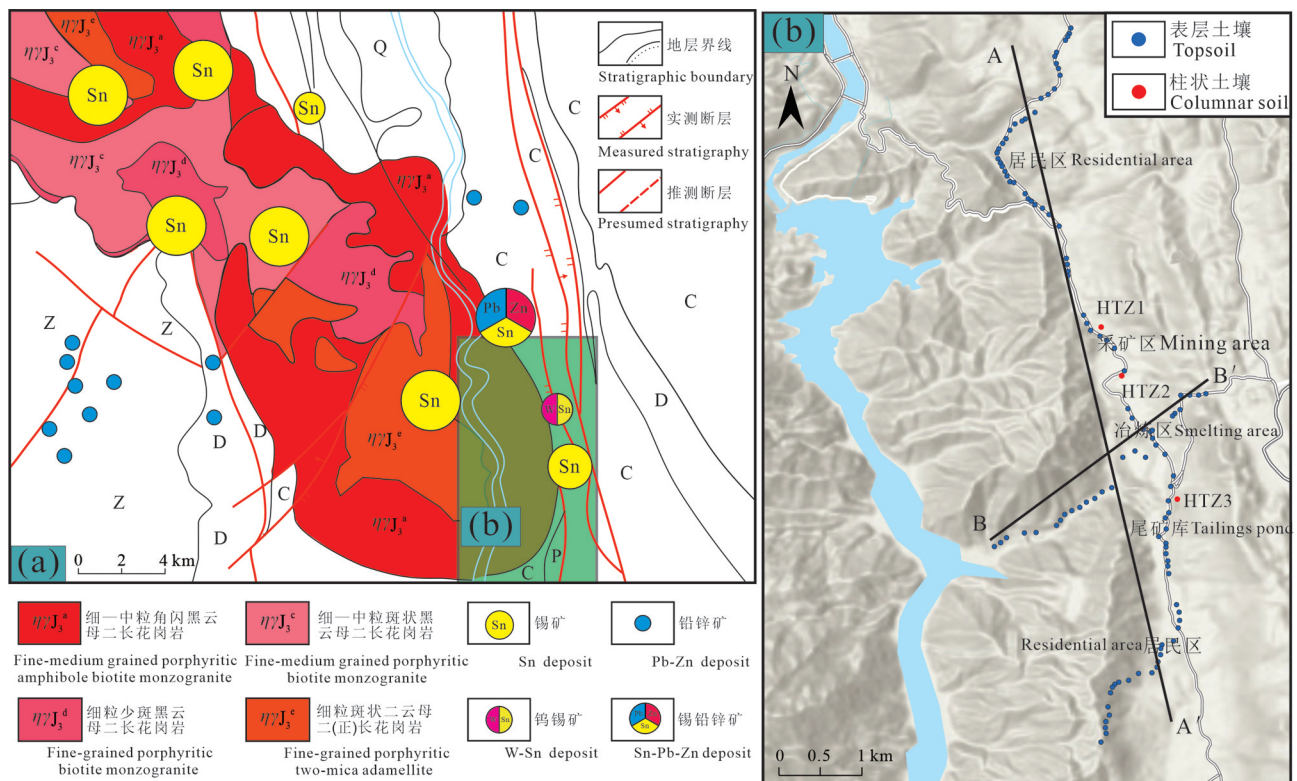 ηγJ₃ᵉ
ηγJ₃ᵃ
ηγJ₃ᶜ
Sn
Sn
Sn
Q
C
地层界线
Stratigraphic boundary
实测断层
Measured stratigraphy
推测断层
Presumed stratigraphy
ηγJ₃ᶜ
ηγJ₃ᵈ
ηγJ₃ᵃ
C
Sn
Sn
ηγJ₃ᵈ
C
C
Z
Z
Pb
Zn
Sn
Sn
W
Sn
D
D
D
ηγJ₃ᵉ
Sn
C
Z
C
D
ηγJ₃ᵃ
(b)
C
P
(a)
0 2 4 km
ηγJ₃ᵃ
细—中粒角闪黑云
母二长花岗岩
Fine-medium grained porphyritic
amphibole biotite monzogranite
ηγJ₃ᶜ
细—中粒斑状黑
云母二长花岗岩
Fine-medium grained porphyritic
biotite monzogranite
Sn
锡矿
Sn deposit
铅锌矿
Pb-Zn deposit
ηγJ₃ᵈ
细粒少斑黑云
母二长花岗岩
Fine-grained porphyritic
biotite monzogranite
ηγJ₃ᵉ
细粒斑状二云母
二(正)长花岗岩
Fine-grained porphyritic
two-mica adamellite
钨锡矿
W-Sn deposit
Pb
Zn
Sn
锡铅锌矿
Sn-Pb-Zn deposit
(b)
N
A
表层土壤
Topsoil
柱状土壤
Columnar soil
居民区 Residential area
HTZ1
采矿区 Mining area
HTZ2
B′
冶炼区 Smelting area
B
HTZ3
尾矿库 Tailings pond
Residential area 居民区
A′
0 0.5 1 km